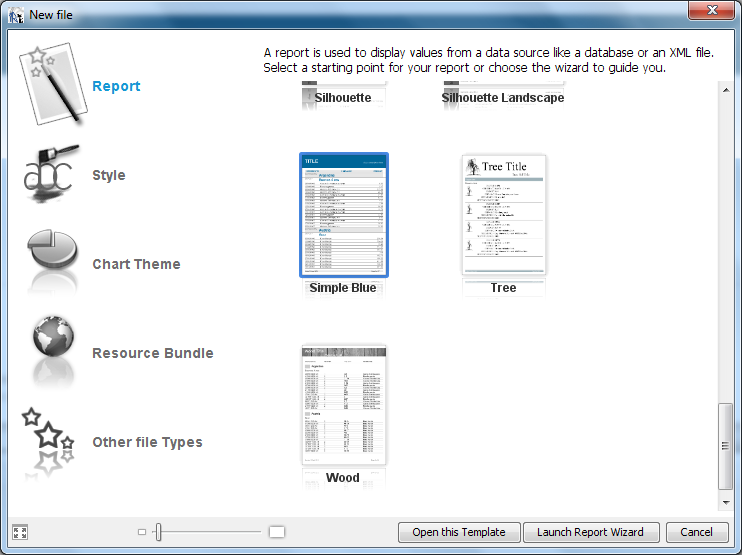 New file
A report is used to display values from a data source like a database or an XML file.
Select a starting point for your report or choose the wizard to guide you.
Report
Style
Chart Theme
Resource Bundle
Other file Types
Silhouette
Silhouette Landscape
TITLE
Simple Blue
Tree Title
Tree
Wood
Open this Template
Launch Report Wizard
Cancel